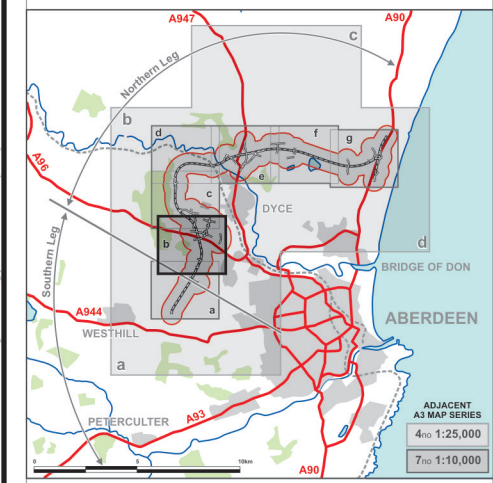 A947
A90
c
Northern Leg
b
d
f
g
A96
e
c
DYCE
Southern Leg
b
d
BRIDGE OF DON
A944
a
ABERDEEN
WESTHILL
a
ADJACENT
A3 MAP SERIES
4no 1:25,000
7no 1:10,000
PETERCULTER
A93
0 5 10km
A90